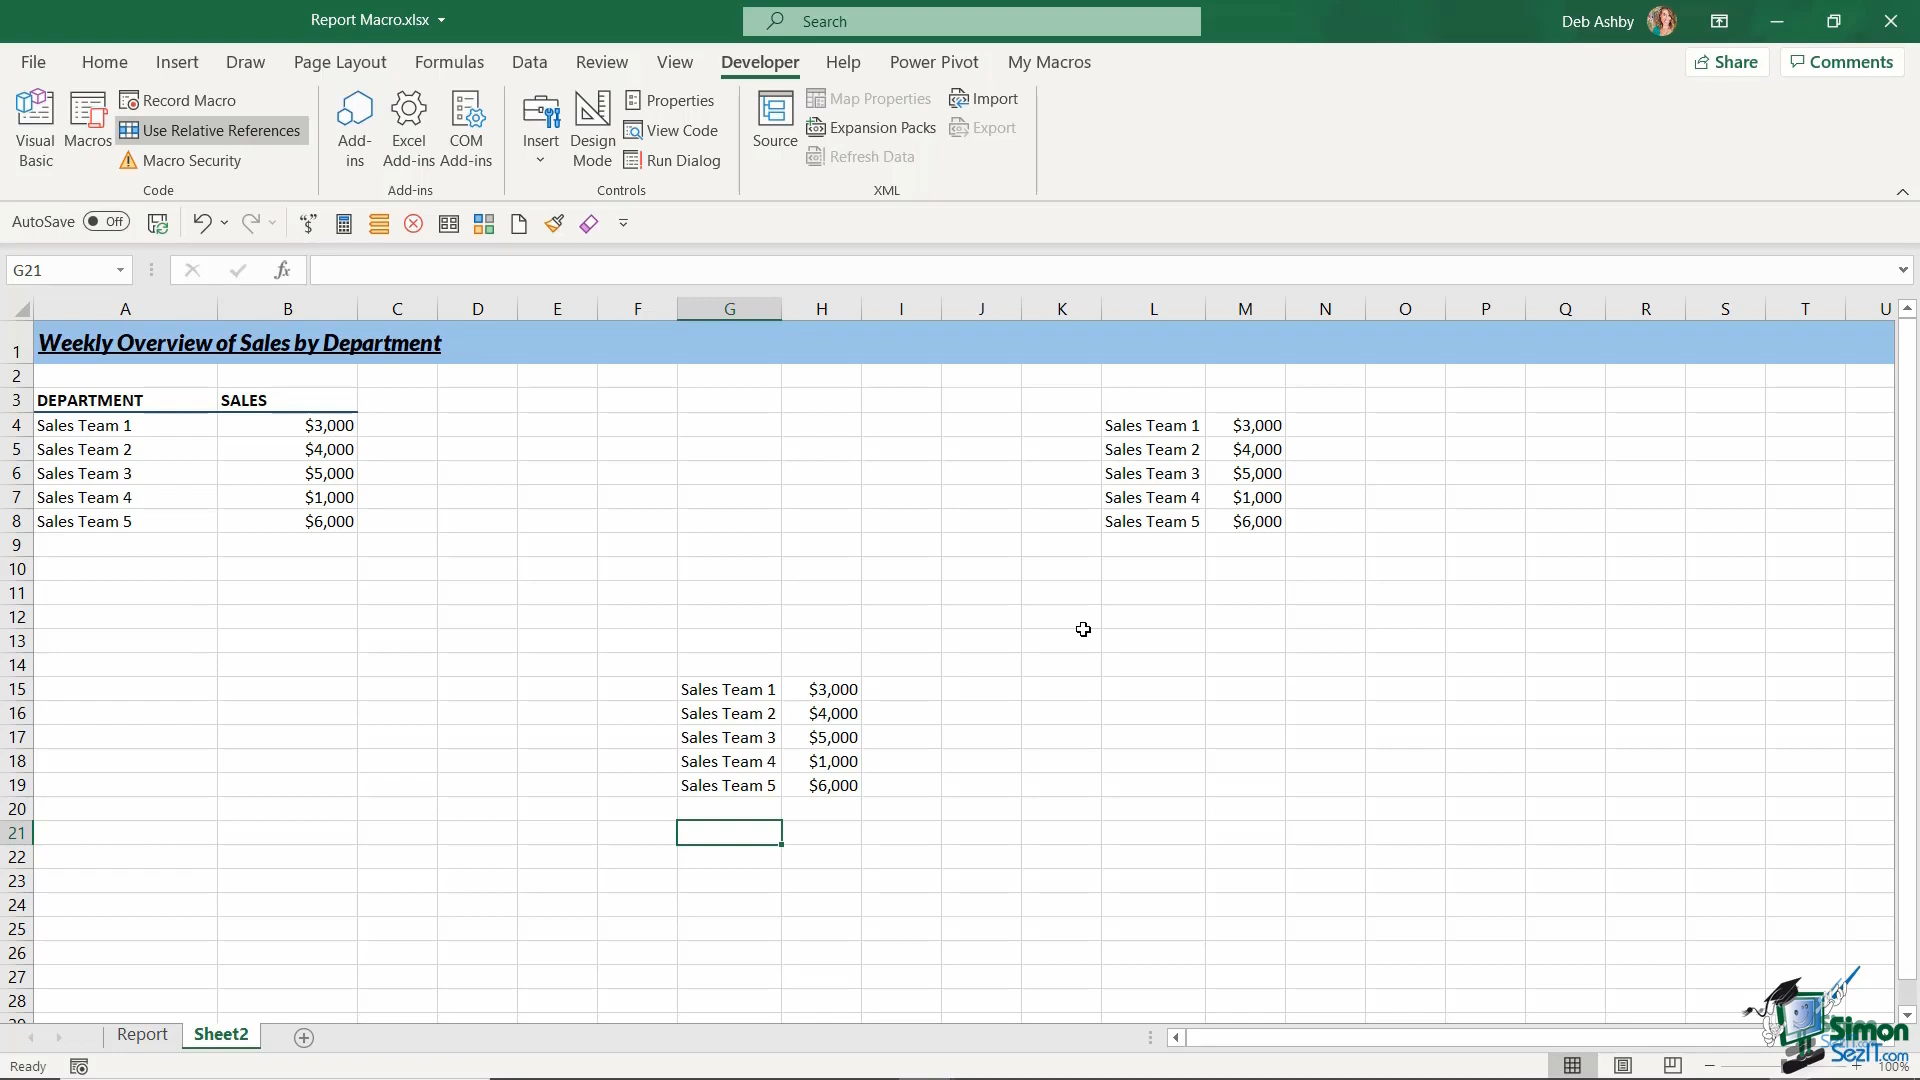 Report Macro.xlsx
Search
Deb Ashby
File Home Insert Draw Page Layout Formulas Data Review View Developer Help Power Pivot My Macros Share Comments
Visual Basic
Macros
Record Macro
Use Relative References
Macro Security
Code
Add-ins
Excel Add-ins
COM Add-ins
Add-ins
Insert
Design Mode
Properties
View Code
Run Dialog
Controls
Source
Map Properties
Expansion Packs
Refresh Data
Import
Export
XML
AutoSave Off
G21
fx
A B C D E F G H I J K L M N O P Q R S T U
1 Weekly Overview of Sales by Department
2
3 DEPARTMENT SALES
4 Sales Team 1 $3,000 Sales Team 1 $3,000
5 Sales Team 2 $4,000 Sales Team 2 $4,000
6 Sales Team 3 $5,000 Sales Team 3 $5,000
7 Sales Team 4 $1,000 Sales Team 4 $1,000
8 Sales Team 5 $6,000 Sales Team 5 $6,000
9
10
11
12
13
14
15 Sales Team 1 $3,000
16 Sales Team 2 $4,000
17 Sales Team 3 $5,000
18 Sales Team 4 $1,000
19 Sales Team 5 $6,000
20
21
22
23
24
25
26
27
28
Report Sheet2
Simon
SezIT.com
Ready 100%